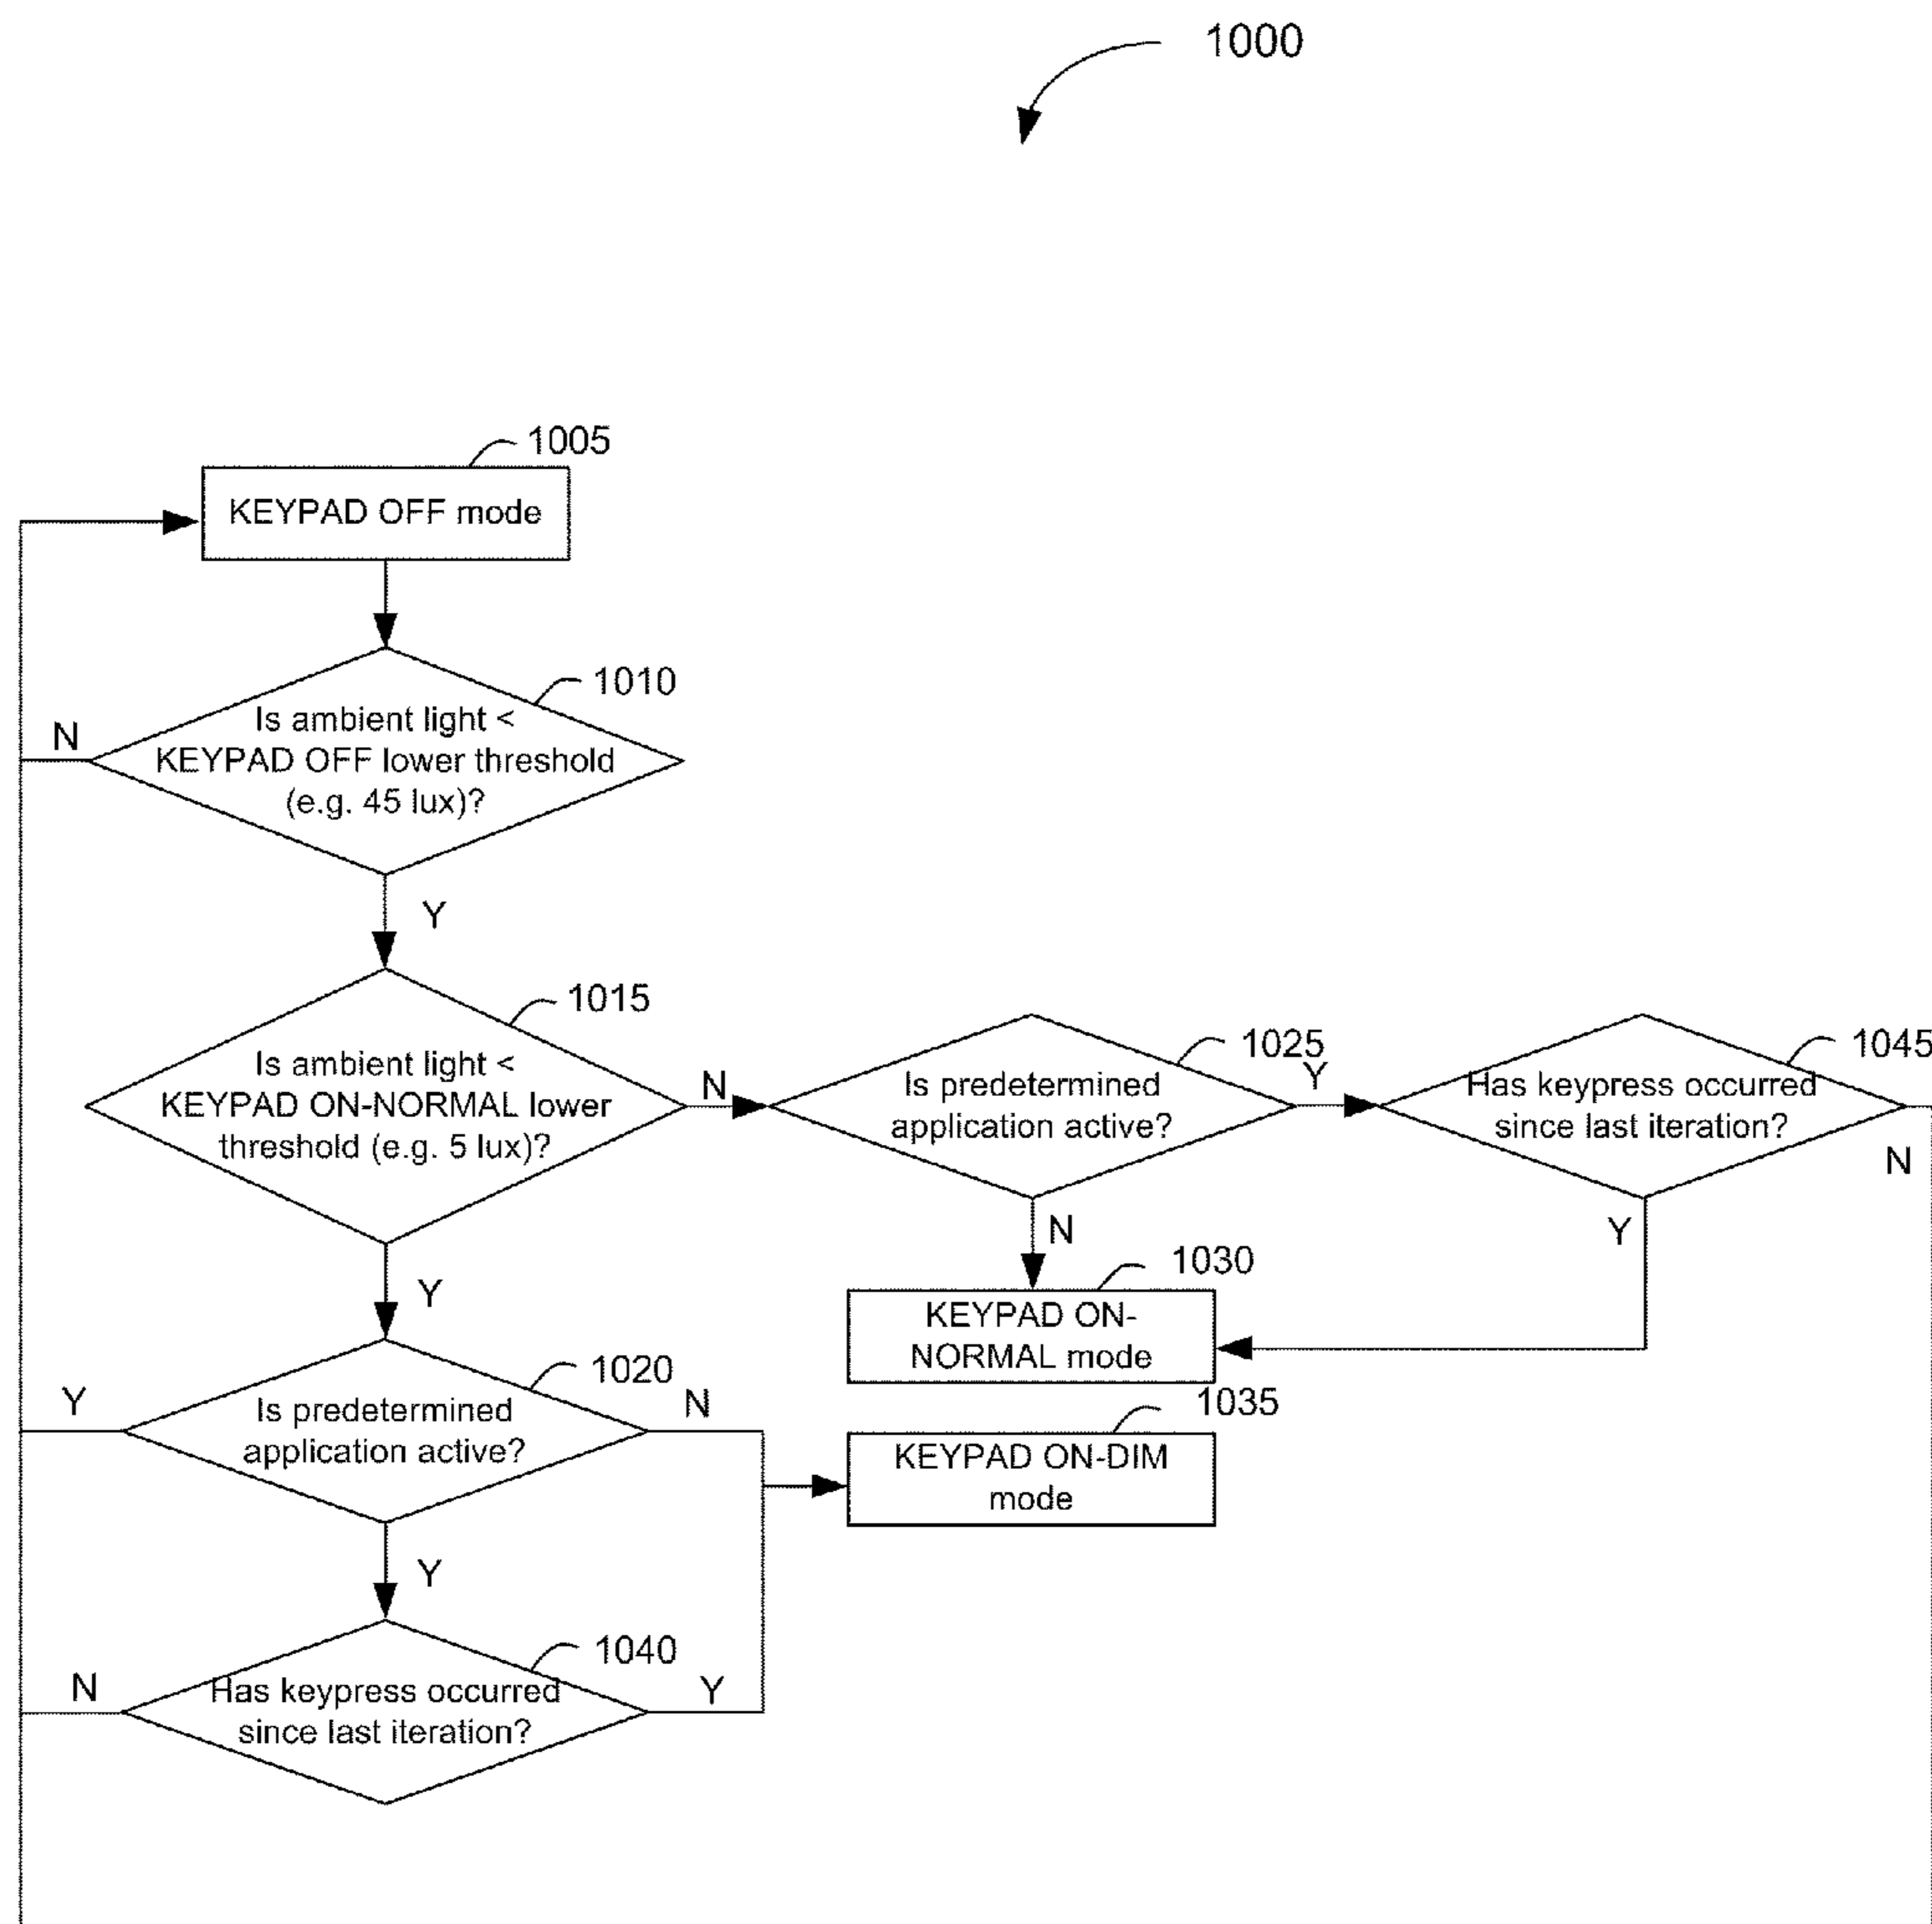 1000
1005
KEYPAD OFF mode
1010
Is ambient light <
KEYPAD OFF lower threshold
(e.g. 45 lux)?
N
Y
1015
Is ambient light <
KEYPAD ON-NORMAL lower
threshold (e.g. 5 lux)?
N
Y
1025
Is predetermined
application active?
Y
N
1045
Has keypress occurred
since last iteration?
N
Y
1030
KEYPAD ON-
NORMAL mode
1020
Is predetermined
application active?
Y
N
Y
1035
KEYPAD ON-DIM
mode
1040
Has keypress occurred
since last iteration?
N
Y